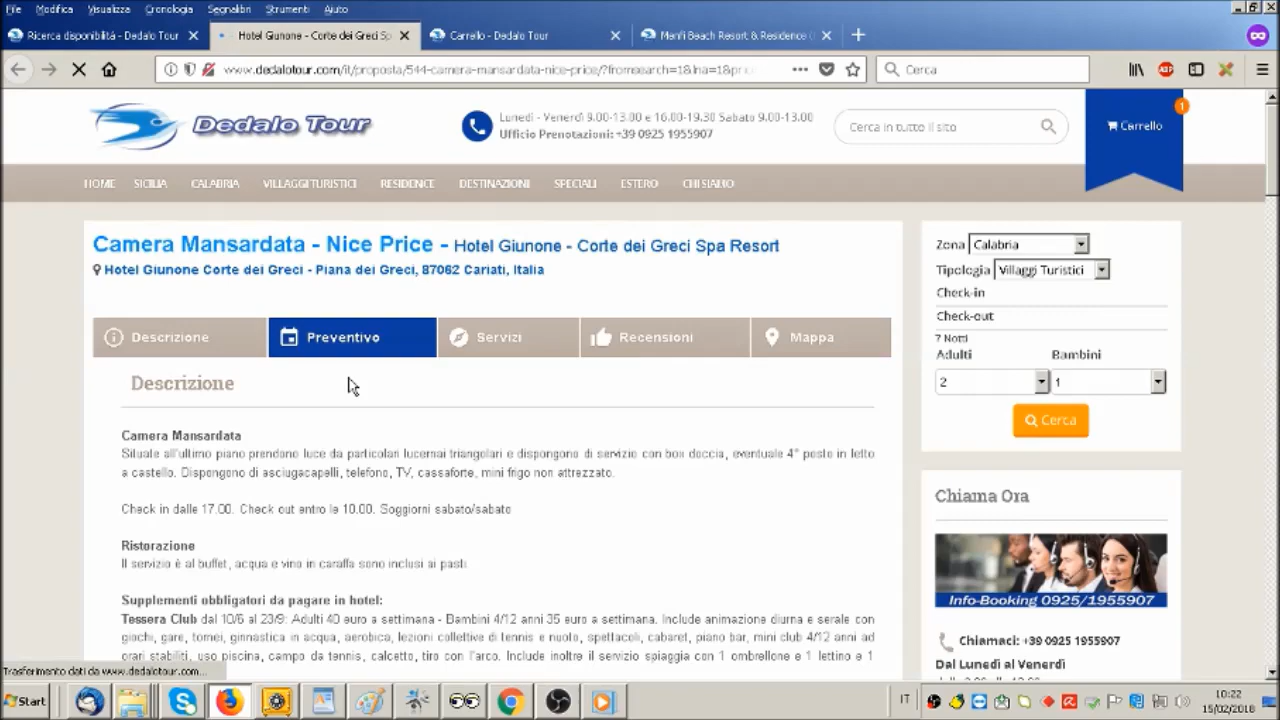 File Modifica Visualizza Cronologia Segnalibri Strumenti Aiuto
Ricerca disponibilità - Dedalo Tour
Hotel Giunone - Corte dei Greci Sp
Carrello - Dedalo Tour
Menfi Beach Resort & Residence (
www.dedalotour.com/it/proposta/544-camera-mansardata-nice-price/?fromsearch=1&lna=1&pr
Cerca
ABP
Dedalo Tour
Lunedì - Venerdì 9.00-13.00 e 16.00-19.30 Sabato 9.00-13.00
Ufficio Prenotazioni: +39 0925 1955907
Cerca in tutto il sito
Carrello
1
HOME SICILIA CALABRIA VILLAGGI TURISTICI RESIDENCE DESTINAZIONI SPECIALI ESTERO CHI SIAMO
Camera Mansardata - Nice Price - Hotel Giunone - Corte dei Greci Spa Resort
Hotel Giunone Corte dei Greci - Piana dei Greci, 87062 Cariati, Italia
Descrizione Preventivo Servizi Recensioni Mappa
Descrizione
Camera Mansardata
Situate all'ultimo piano prendono luce da particolari lucernai triangolari e dispongono di servizio con box doccia, eventuale 4° posto in letto
a castello. Dispongono di asciugacapelli, telefono, TV, cassaforte, mini frigo non attrezzato.
Check in dalle 17.00. Check out entro le 10.00. Soggiorni sabato/sabato
Ristorazione
Il servizio è al buffet, acqua e vino in caraffa sono inclusi ai pasti.
Supplementi obbligatori da pagare in hotel:
Tessera Club dal 10/6 al 23/9: Adulti 40 euro a settimana - Bambini 4/12 anni 35 euro a settimana. Include animazione diurna e serale con
giochi, gare, tornei, ginnastica in acqua, aerobica, lezioni collettive di tennis e nuoto, spettacoli, cabaret, piano bar, mini club 4/12 anni ad
orari stabiliti, uso piscina, campo da tennis, calcetto, tiro con l'arco. Include inoltre il servizio spiaggia con 1 ombrellone e 1 lettino e 1
Zona Calabria
Tipologia Villaggi Turistici
Check-in
Check-out
7 Notti
Adulti Bambini
2 1
Cerca
Chiama Ora
Info-Booking 0925/1955907
Chiamaci: +39 0925 1955907
Dal Lunedì al Venerdì
Trasferimento dati da www.dedalotour.com...
Start
IT
10:22
15/02/2018